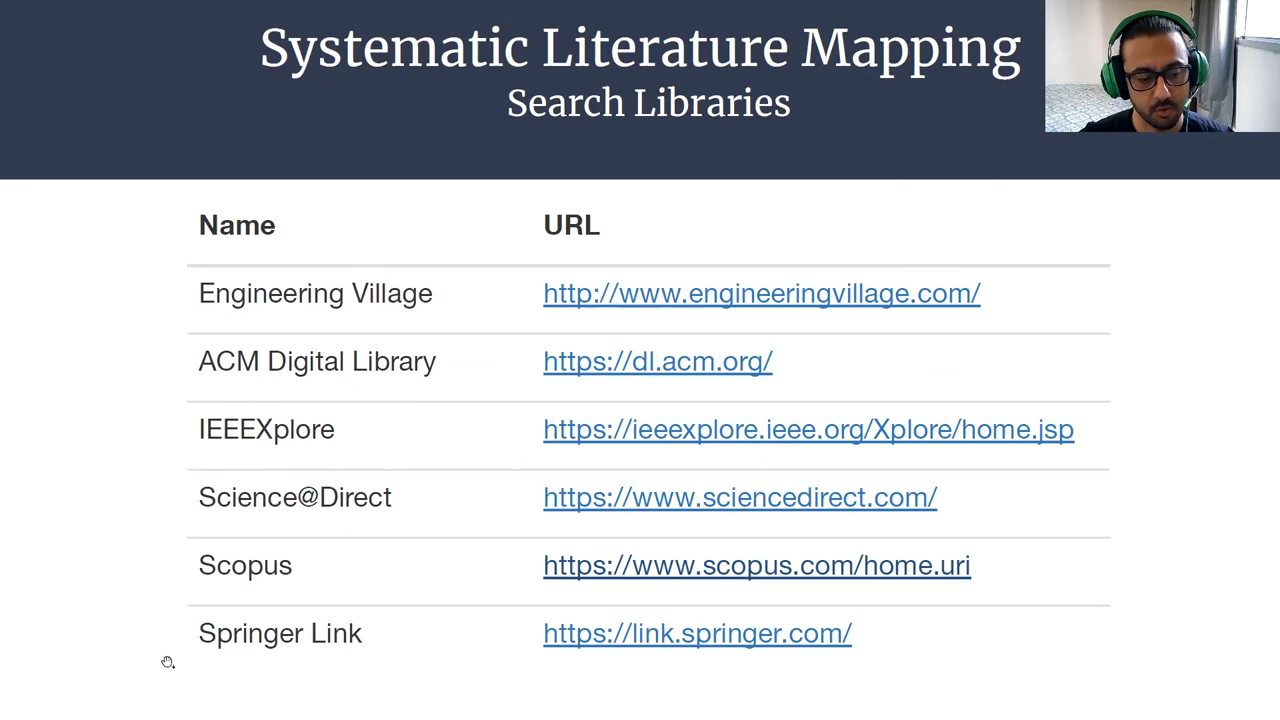 Systematic Literature Mapping
Search Libraries
Name URL
Engineering Village http://www.engineeringvillage.com/
ACM Digital Library https://dl.acm.org/
IEEEXplore https://ieeexplore.ieee.org/Xplore/home.jsp
Science@Direct https://www.sciencedirect.com/
Scopus https://www.scopus.com/home.uri
Springer Link https://link.springer.com/